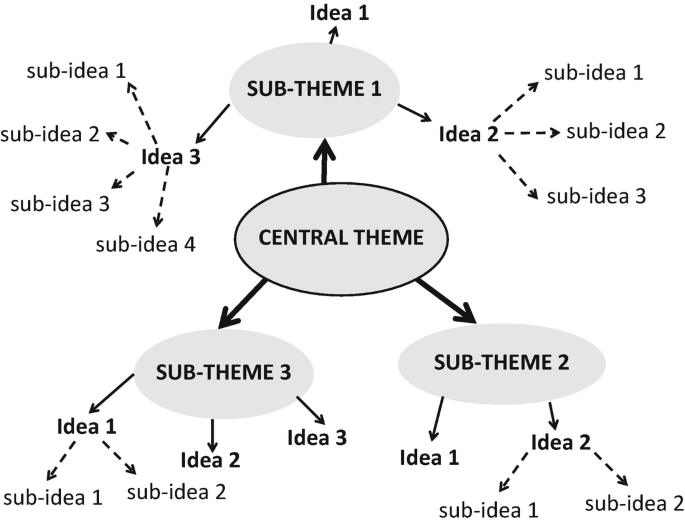 Idea 1
SUB-THEME 1
sub-idea 1
sub-idea 2
Idea 3
sub-idea 3
sub-idea 4
sub-idea 1
Idea 2
sub-idea 2
sub-idea 3
CENTRAL THEME
SUB-THEME 3
Idea 1
sub-idea 1
sub-idea 2
Idea 2
Idea 3
SUB-THEME 2
Idea 1
Idea 2
sub-idea 1
sub-idea 2